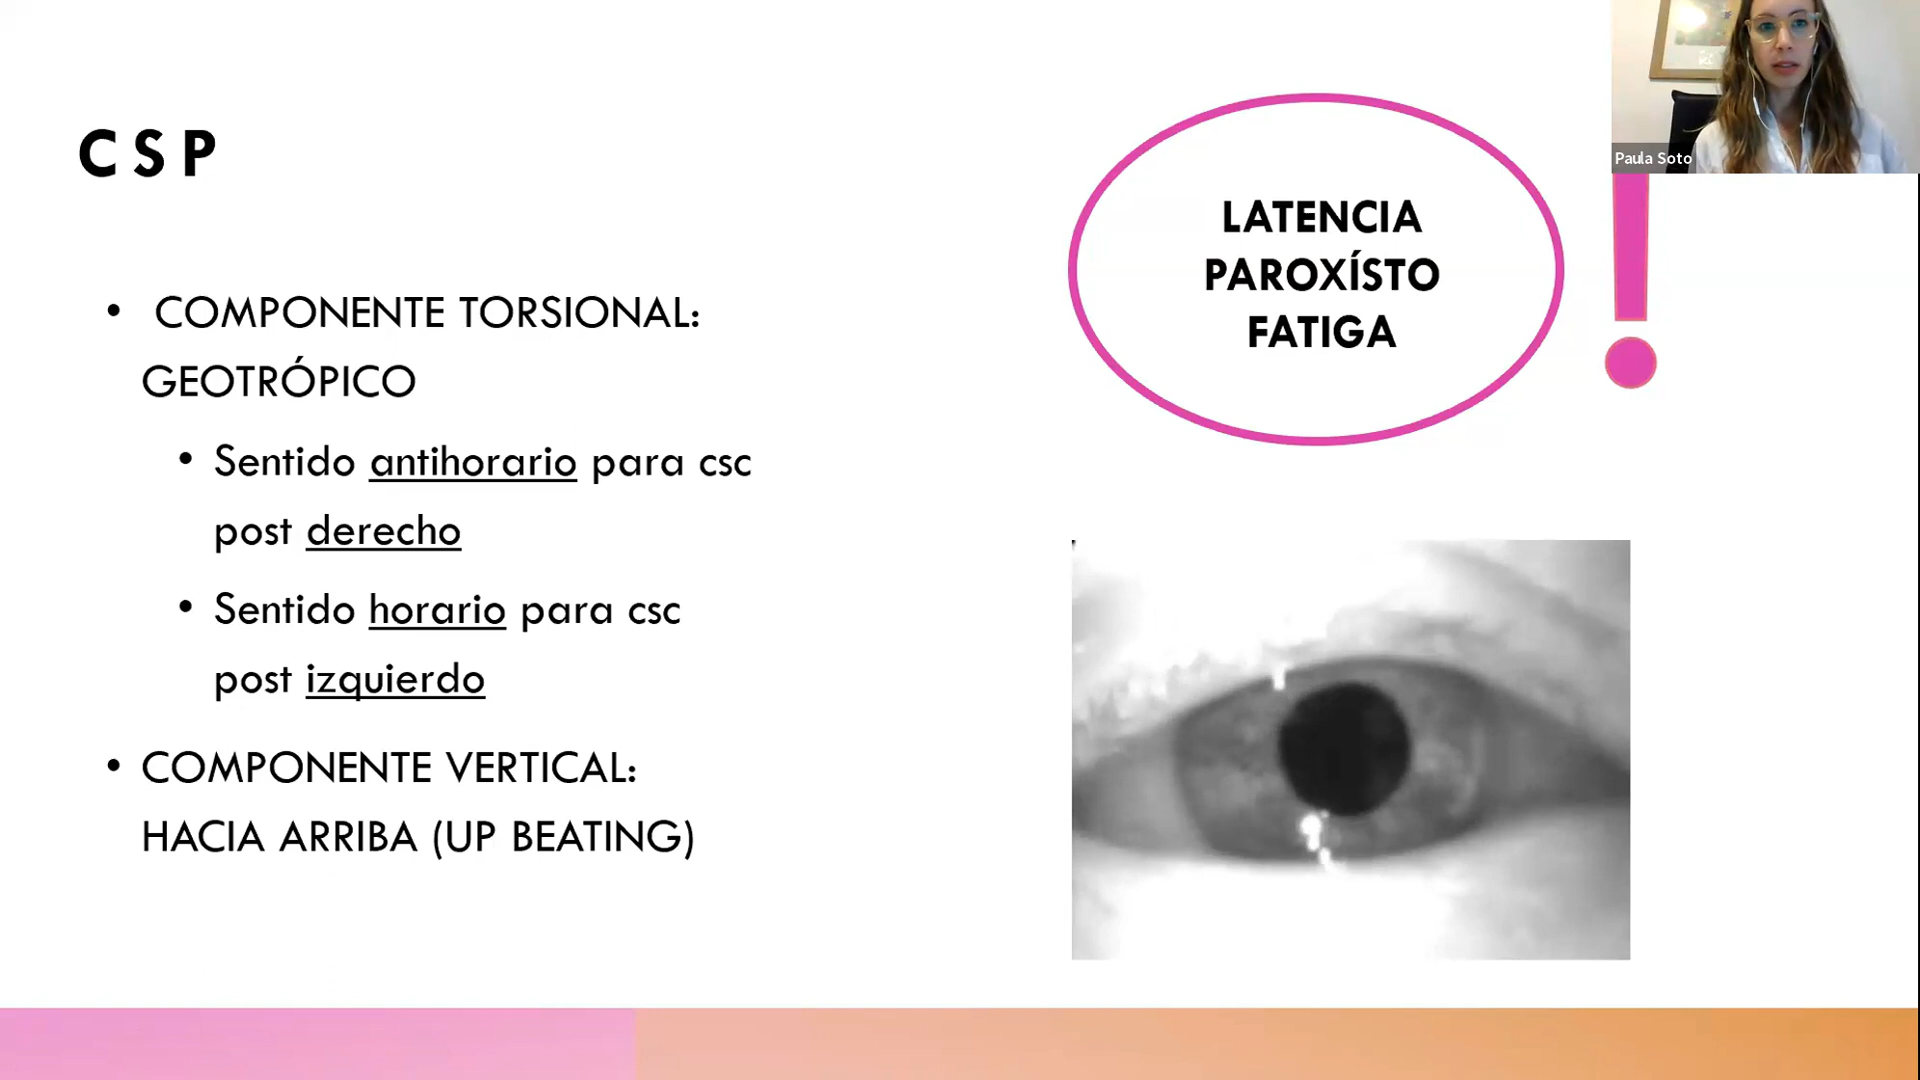 CSP
• COMPONENTE TORSIONAL:
GEOTRÓPICO
• Sentido antihorario para csc
post derecho
• Sentido horario para csc
post izquierdo
• COMPONENTE VERTICAL:
HACIA ARRIBA (UP BEATING)
LATENCIA
PAROXÍSTO
FATIGA
!
Paula Soto